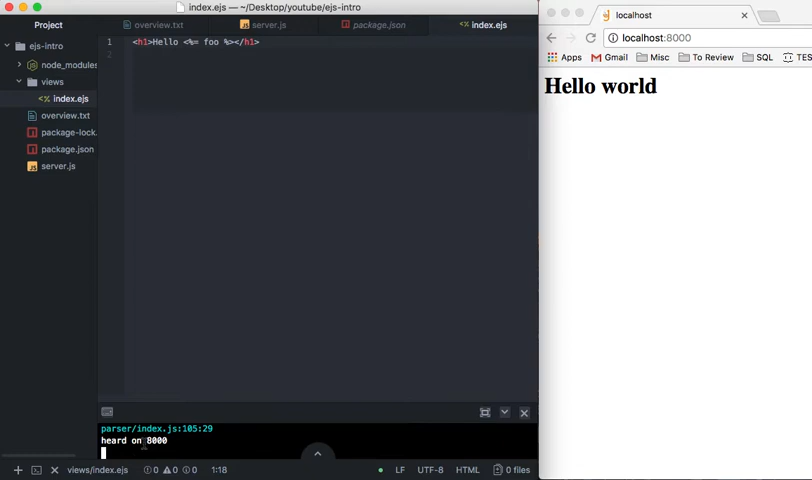 index.ejs — ~/Desktop/youtube/ejs-intro
Project
overview.txt
server.js
package.json
index.ejs
ejs-intro
node_modules
views
index.ejs
overview.txt
package-lock.
package.json
server.js
1 <h1>Hello <%= foo %></h1>
2
parser/index.js:105:29
heard on 8000
views/index.ejs
0 0 0
1:18
LF
UTF-8
HTML
0 files
localhost
localhost:8000
Apps
Gmail
Misc
To Review
SQL
TES
Hello world